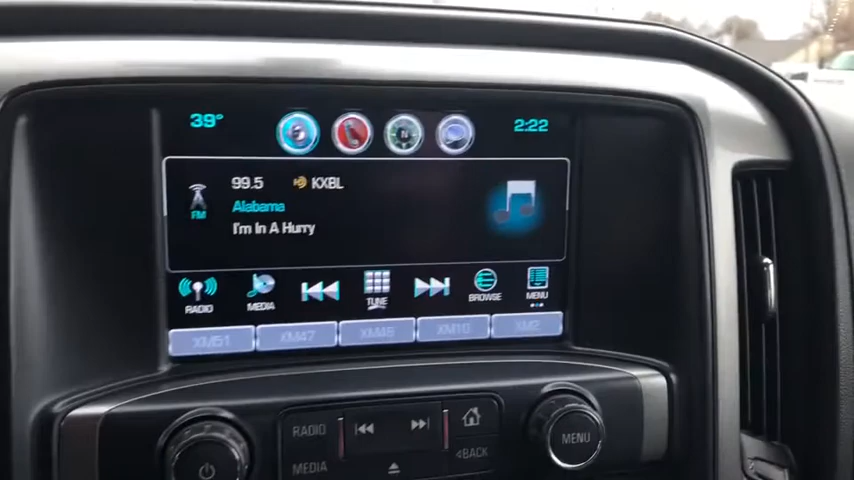 39° N 2:22
99.5 KXBL
FM Alabama
I'm In A Hurry
RADIO MEDIA TUNE BROWSE MENU
XM51 XM47 XM46 XM10 XM2
RADIO
MENU
MEDIA BACK